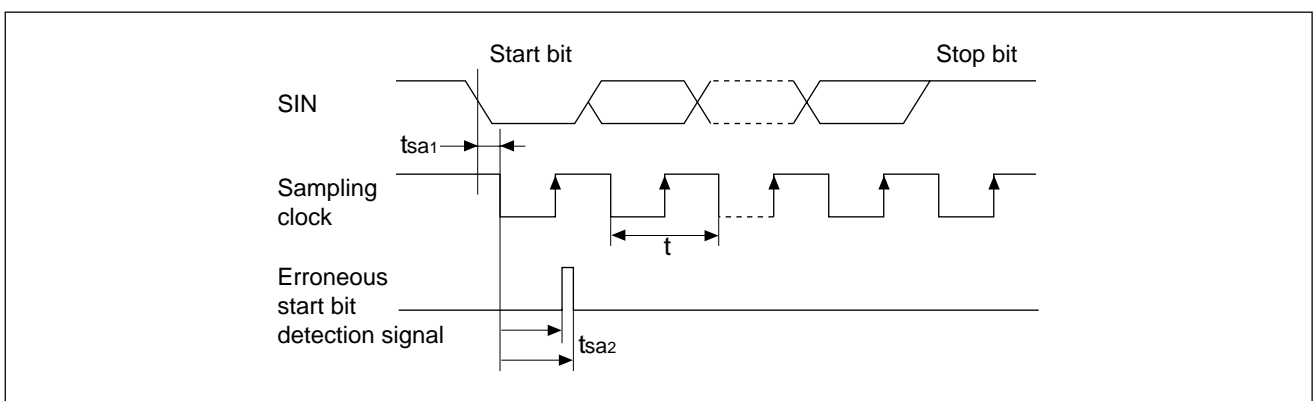 Start bit
Stop bit
SIN
tsa1
Sampling
clock
t
Erroneous
start bit
detection signal
tsa2